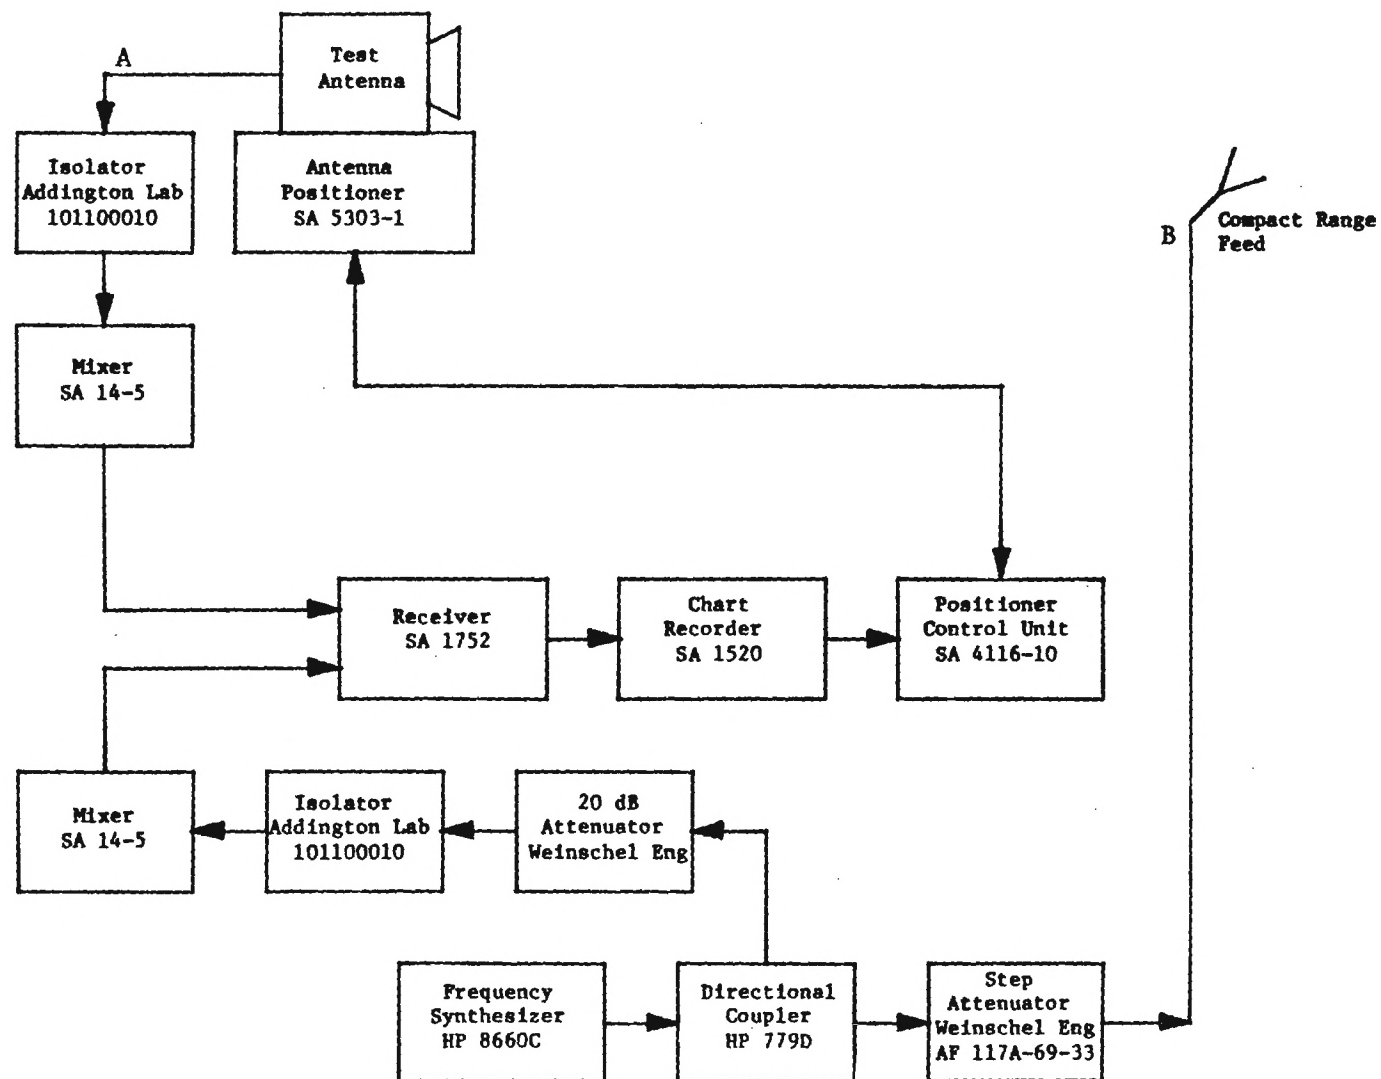 A
Test
Antenna
Isolator
Addington Lab
101100010
Antenna
Positioner
SA 5303-1
B
Compact Range
Feed
Mixer
SA 14-5
Receiver
SA 1752
Chart
Recorder
SA 1520
Positioner
Control Unit
SA 4116-10
Mixer
SA 14-5
Isolator
Addington Lab
101100010
20 dB
Attenuator
Weinschel Eng
Frequency
Synthesizer
HP 8660C
Directional
Coupler
HP 779D
Step
Attenuator
Weinschel Eng
AF 117A-69-33